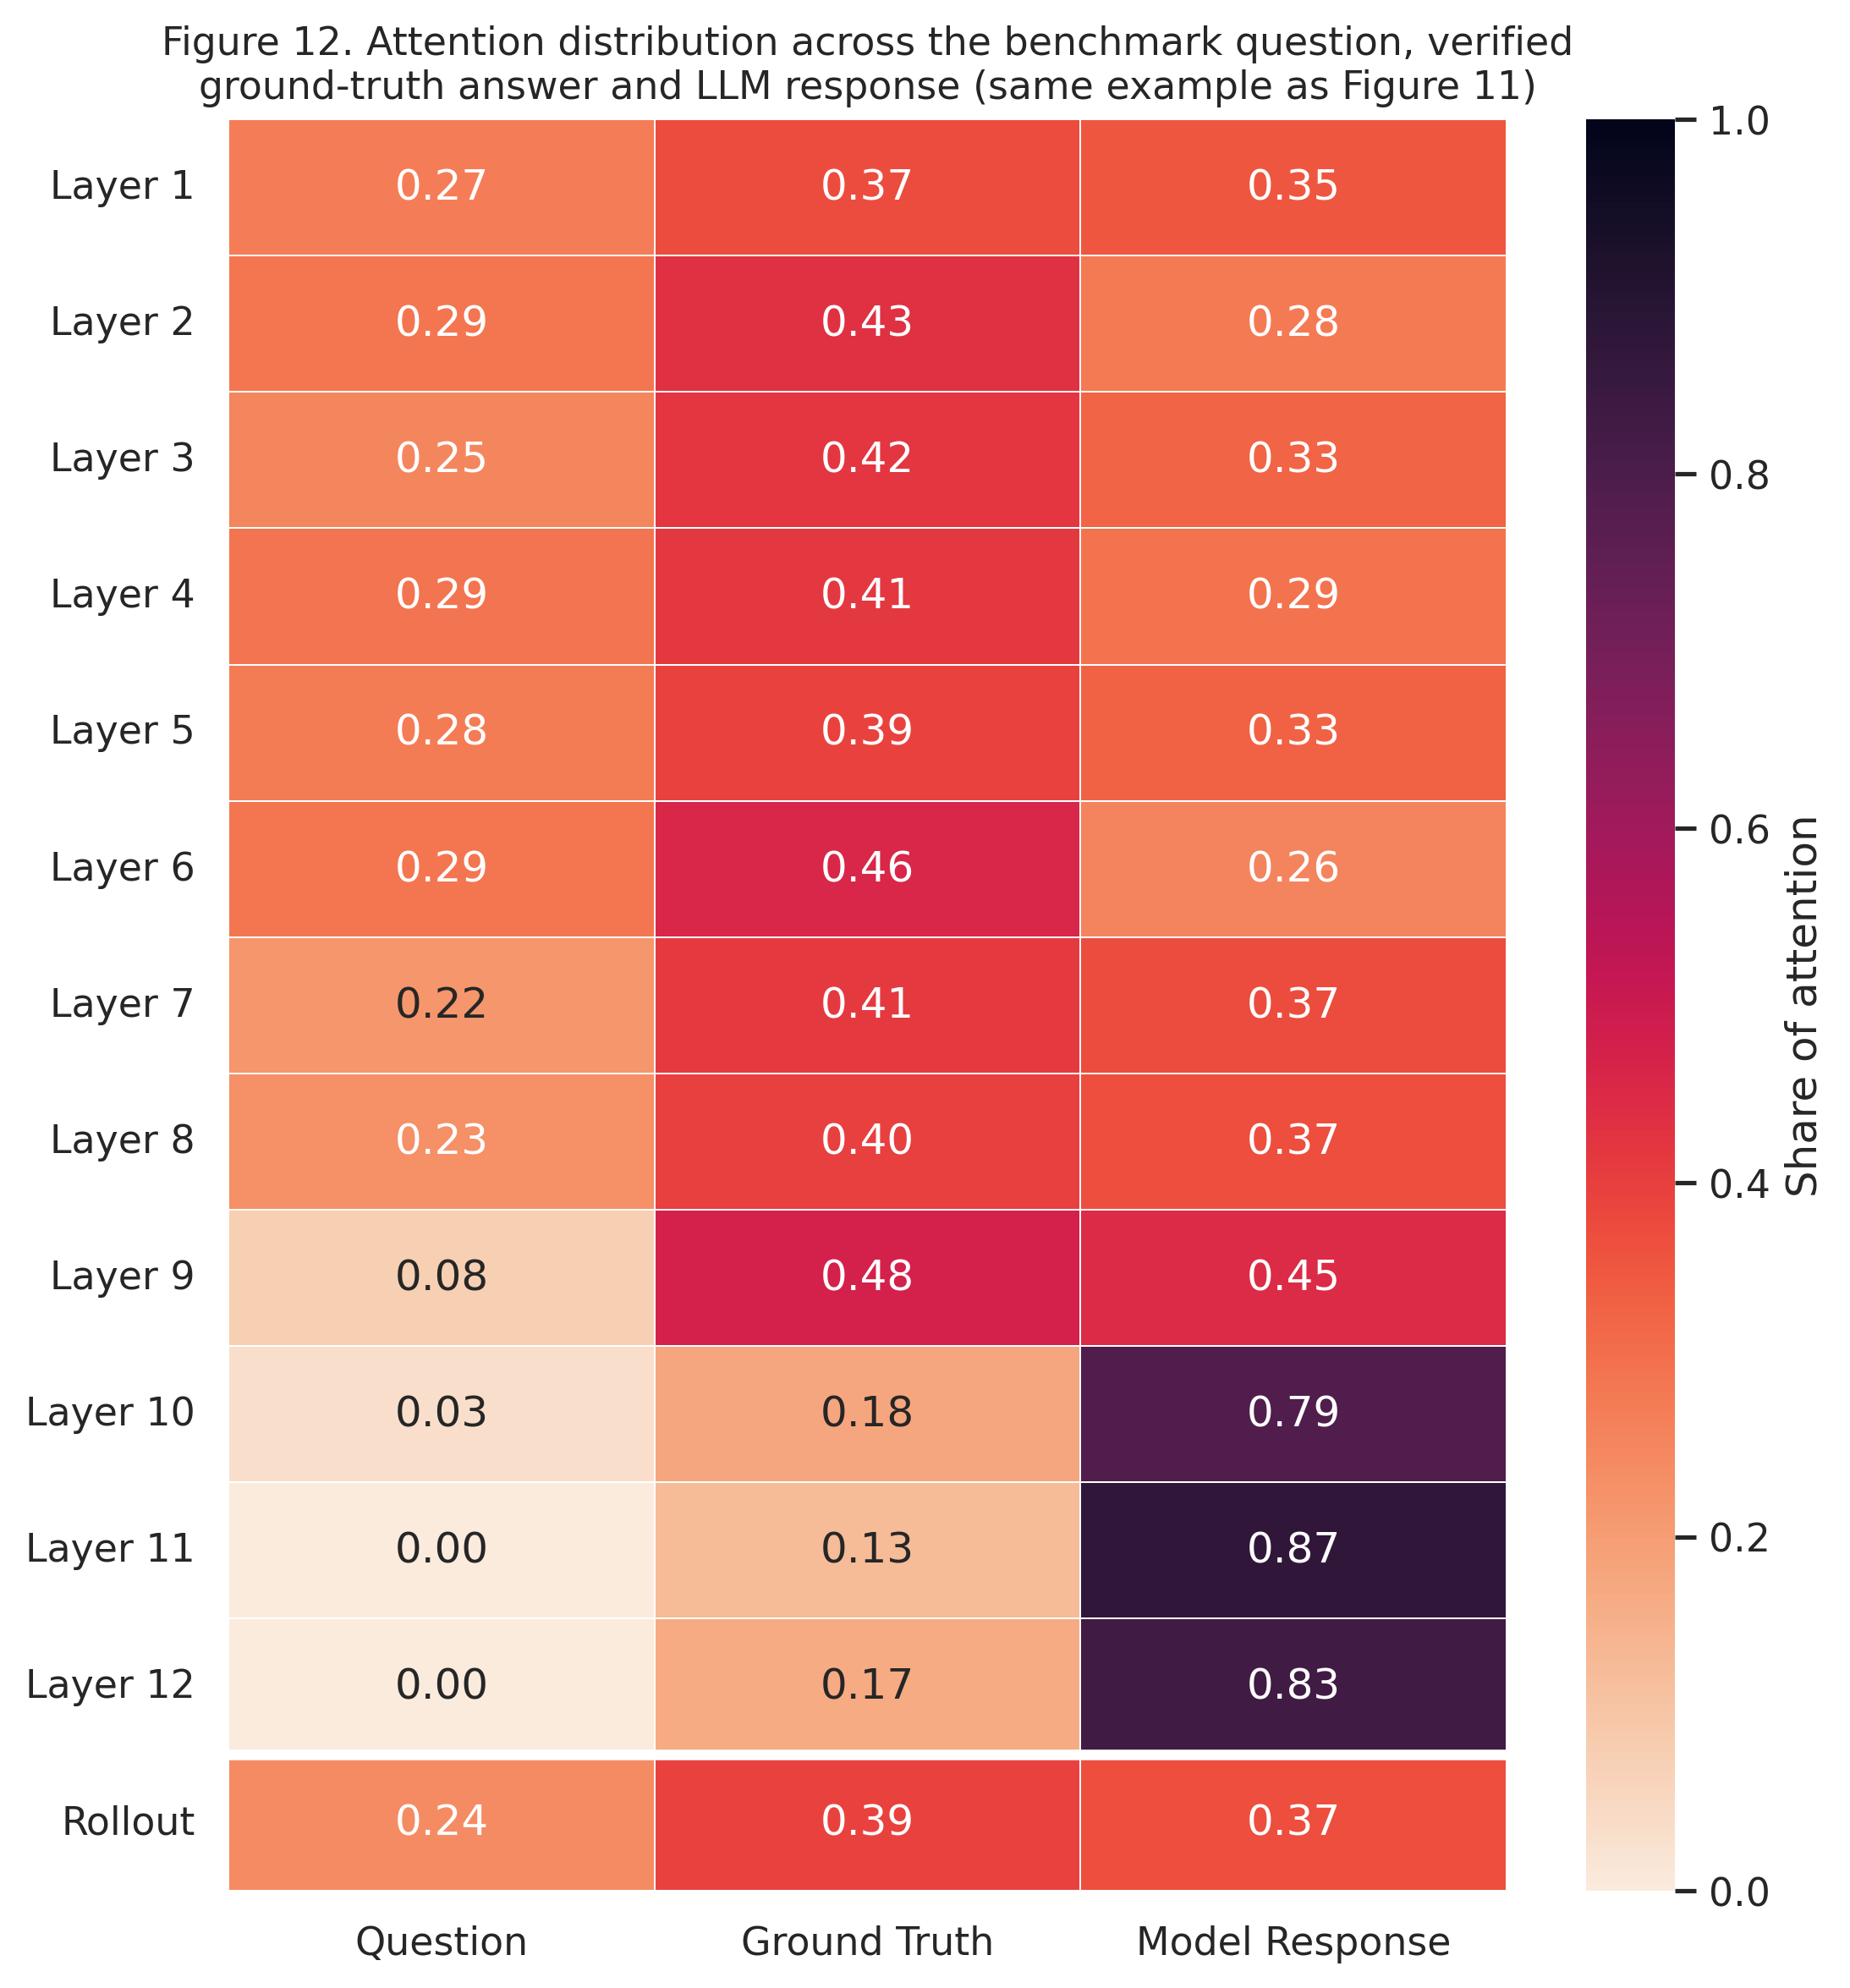 Figure 12. Attention distribution across the benchmark question, verified
ground-truth answer and LLM response (same example as Figure 11)
Layer 1 0.27 0.37 0.35
Layer 2 0.29 0.43 0.28
Layer 3 0.25 0.42 0.33
Layer 4 0.29 0.41 0.29
Layer 5 0.28 0.39 0.33
Layer 6 0.29 0.46 0.26
Layer 7 0.22 0.41 0.37
Layer 8 0.23 0.40 0.37
Layer 9 0.08 0.48 0.45
Layer 10 0.03 0.18 0.79
Layer 11 0.00 0.13 0.87
Layer 12 0.00 0.17 0.83
Rollout 0.24 0.39 0.37
Question Ground Truth Model Response
1.0
0.8
0.6
0.4
0.2
0.0
Share of attention